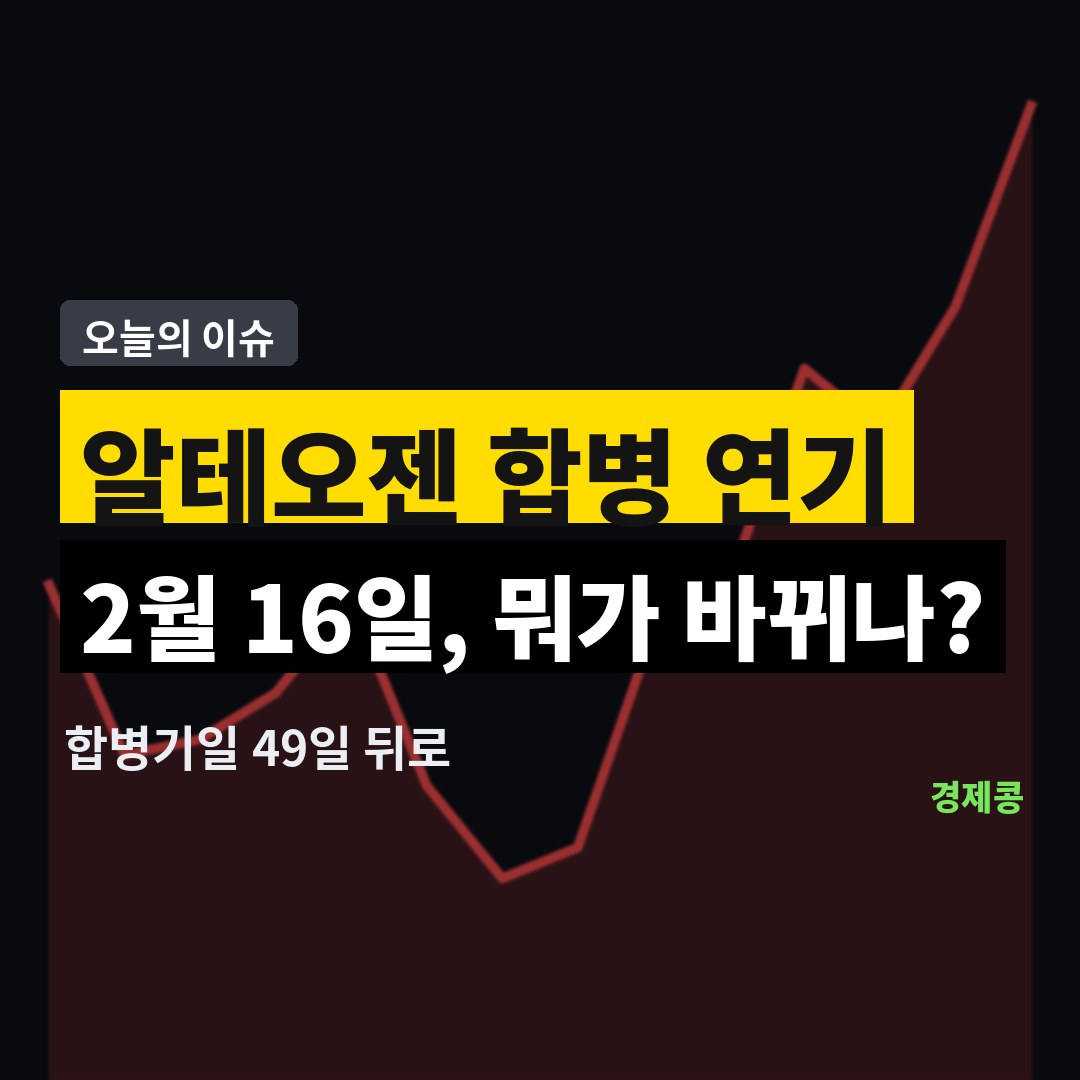 오늘의 이슈
알테오젠 합병 연기
2월 16일, 뭐가 바뀌나?
합병기일 49일 뒤로
경제콩